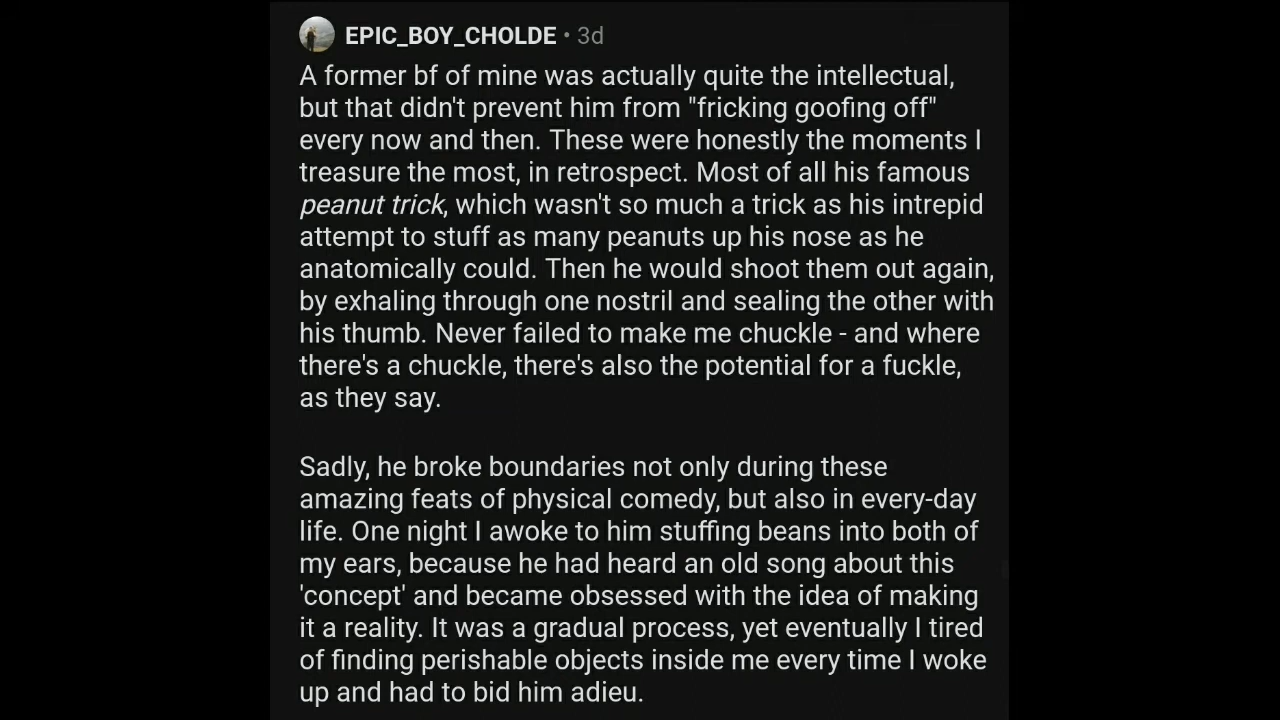 EPIC_BOY_CHOLDE • 3d
A former bf of mine was actually quite the intellectual,
but that didn't prevent him from "fricking goofing off"
every now and then. These were honestly the moments I
treasure the most, in retrospect. Most of all his famous
peanut trick, which wasn't so much a trick as his intrepid
attempt to stuff as many peanuts up his nose as he
anatomically could. Then he would shoot them out again,
by exhaling through one nostril and sealing the other with
his thumb. Never failed to make me chuckle - and where
there's a chuckle, there's also the potential for a fuckle,
as they say.
Sadly, he broke boundaries not only during these
amazing feats of physical comedy, but also in every-day
life. One night I awoke to him stuffing beans into both of
my ears, because he had heard an old song about this
'concept' and became obsessed with the idea of making
it a reality. It was a gradual process, yet eventually I tired
of finding perishable objects inside me every time I woke
up and had to bid him adieu.